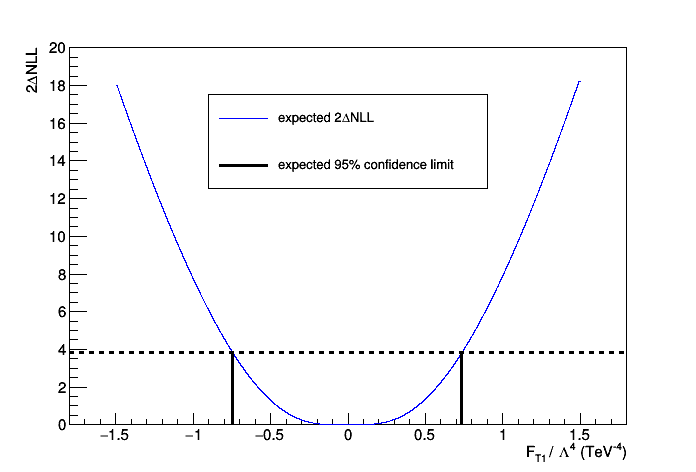 2ΔNLL
20
18
16
14
12
10
8
6
4
2
0
expected 2ΔNLL
expected 95% confidence limit
−1.5 −1 −0.5 0 0.5 1 1.5
F_T1 / Λ^4 (TeV^-4)